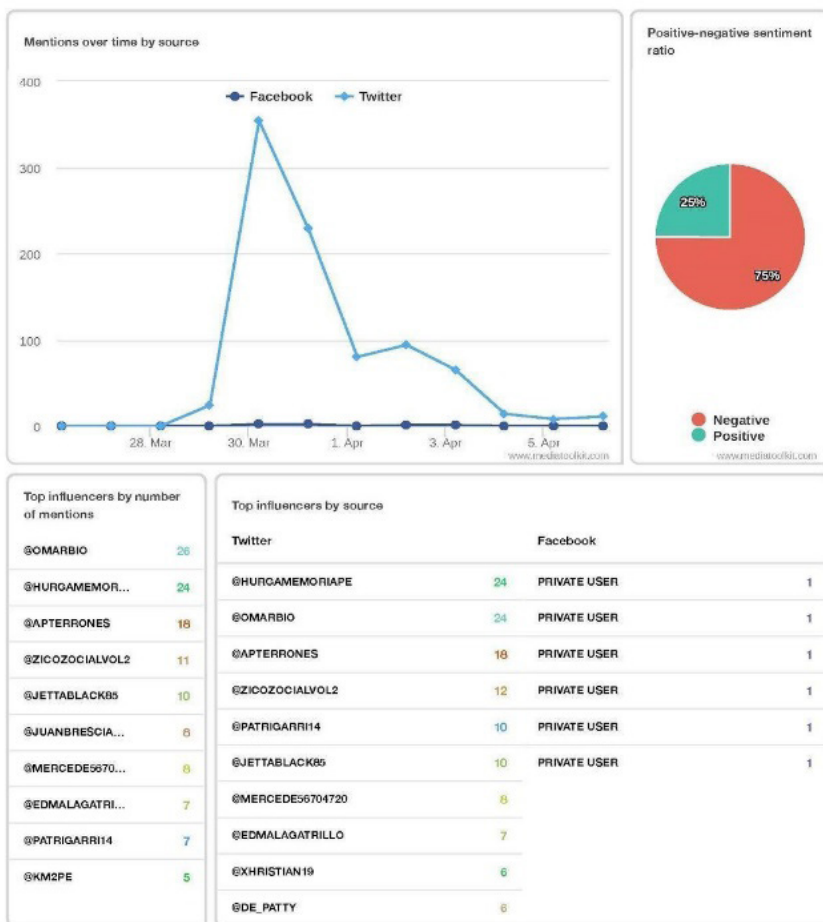 Mentions over time by source
400
Facebook
Twitter
300
200
100
0
28. Mar
30. Mar
1. Apr
3. Apr
5. Apr
www.mediatoolkit.com
Positive-negative sentiment
ratio
25%
75%
Negative
Positive
www.mediatoolkit.com
Top influencers by number
of mentions
@OMARBIO 26
@HURGAMEMOR... 24
@APTERRONES 18
@ZICOZOCIALVOL2 11
@JETTABLACK85 10
@JUANBRESCIA...
@MERCEDE5670... 8
@EDMALAGATRI... 7
@PATRIGARRI14 7
@KM2PE 5
Top influencers by source
Twitter
@HURGAMEMORIAPE 24
@OMARBIO 24
@APTERRONES 18
@ZICOZOCIALVOL2 12
@PATRIGARRI14 10
@JETTABLACK85 10
@MERCEDE56704720 8
@EDMALAGATRILLO 7
@XHRISTIAN19 6
@DE_PATTY 6
Facebook
PRIVATE USER 1
PRIVATE USER 1
PRIVATE USER 1
PRIVATE USER 1
PRIVATE USER 1
PRIVATE USER 1